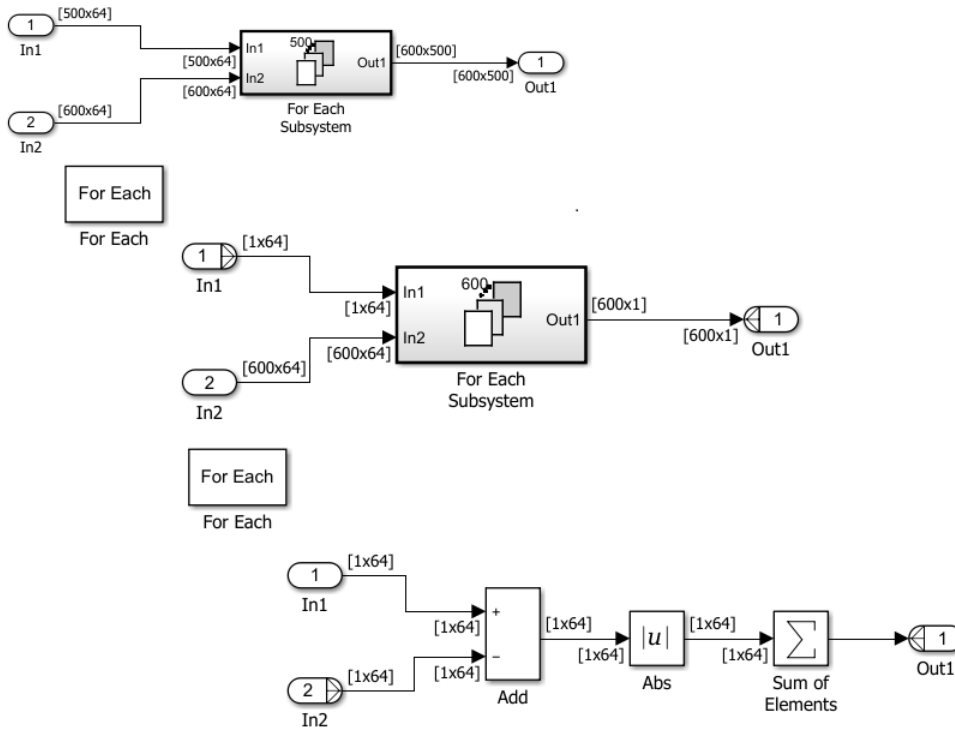 [500x64]
1
In1
[500x64]
In1
500
Out1
[600x500]
[600x500]
1
Out1
In2
[600x64]
[600x64]
2
In2
For Each
Subsystem
For Each
For Each
[1x64]
1
In1
[1x64]
In1
600
Out1
[600x1]
[600x1]
1
Out1
In2
[600x64]
[600x64]
2
In2
For Each
Subsystem
For Each
For Each
[1x64]
1
In1
[1x64]
+
[1x64]
[1x64]
|u|
[1x64]
[1x64]
∑
1
Out1
−
[1x64]
[1x64]
2
In2
Add
Abs
Sum of
Elements